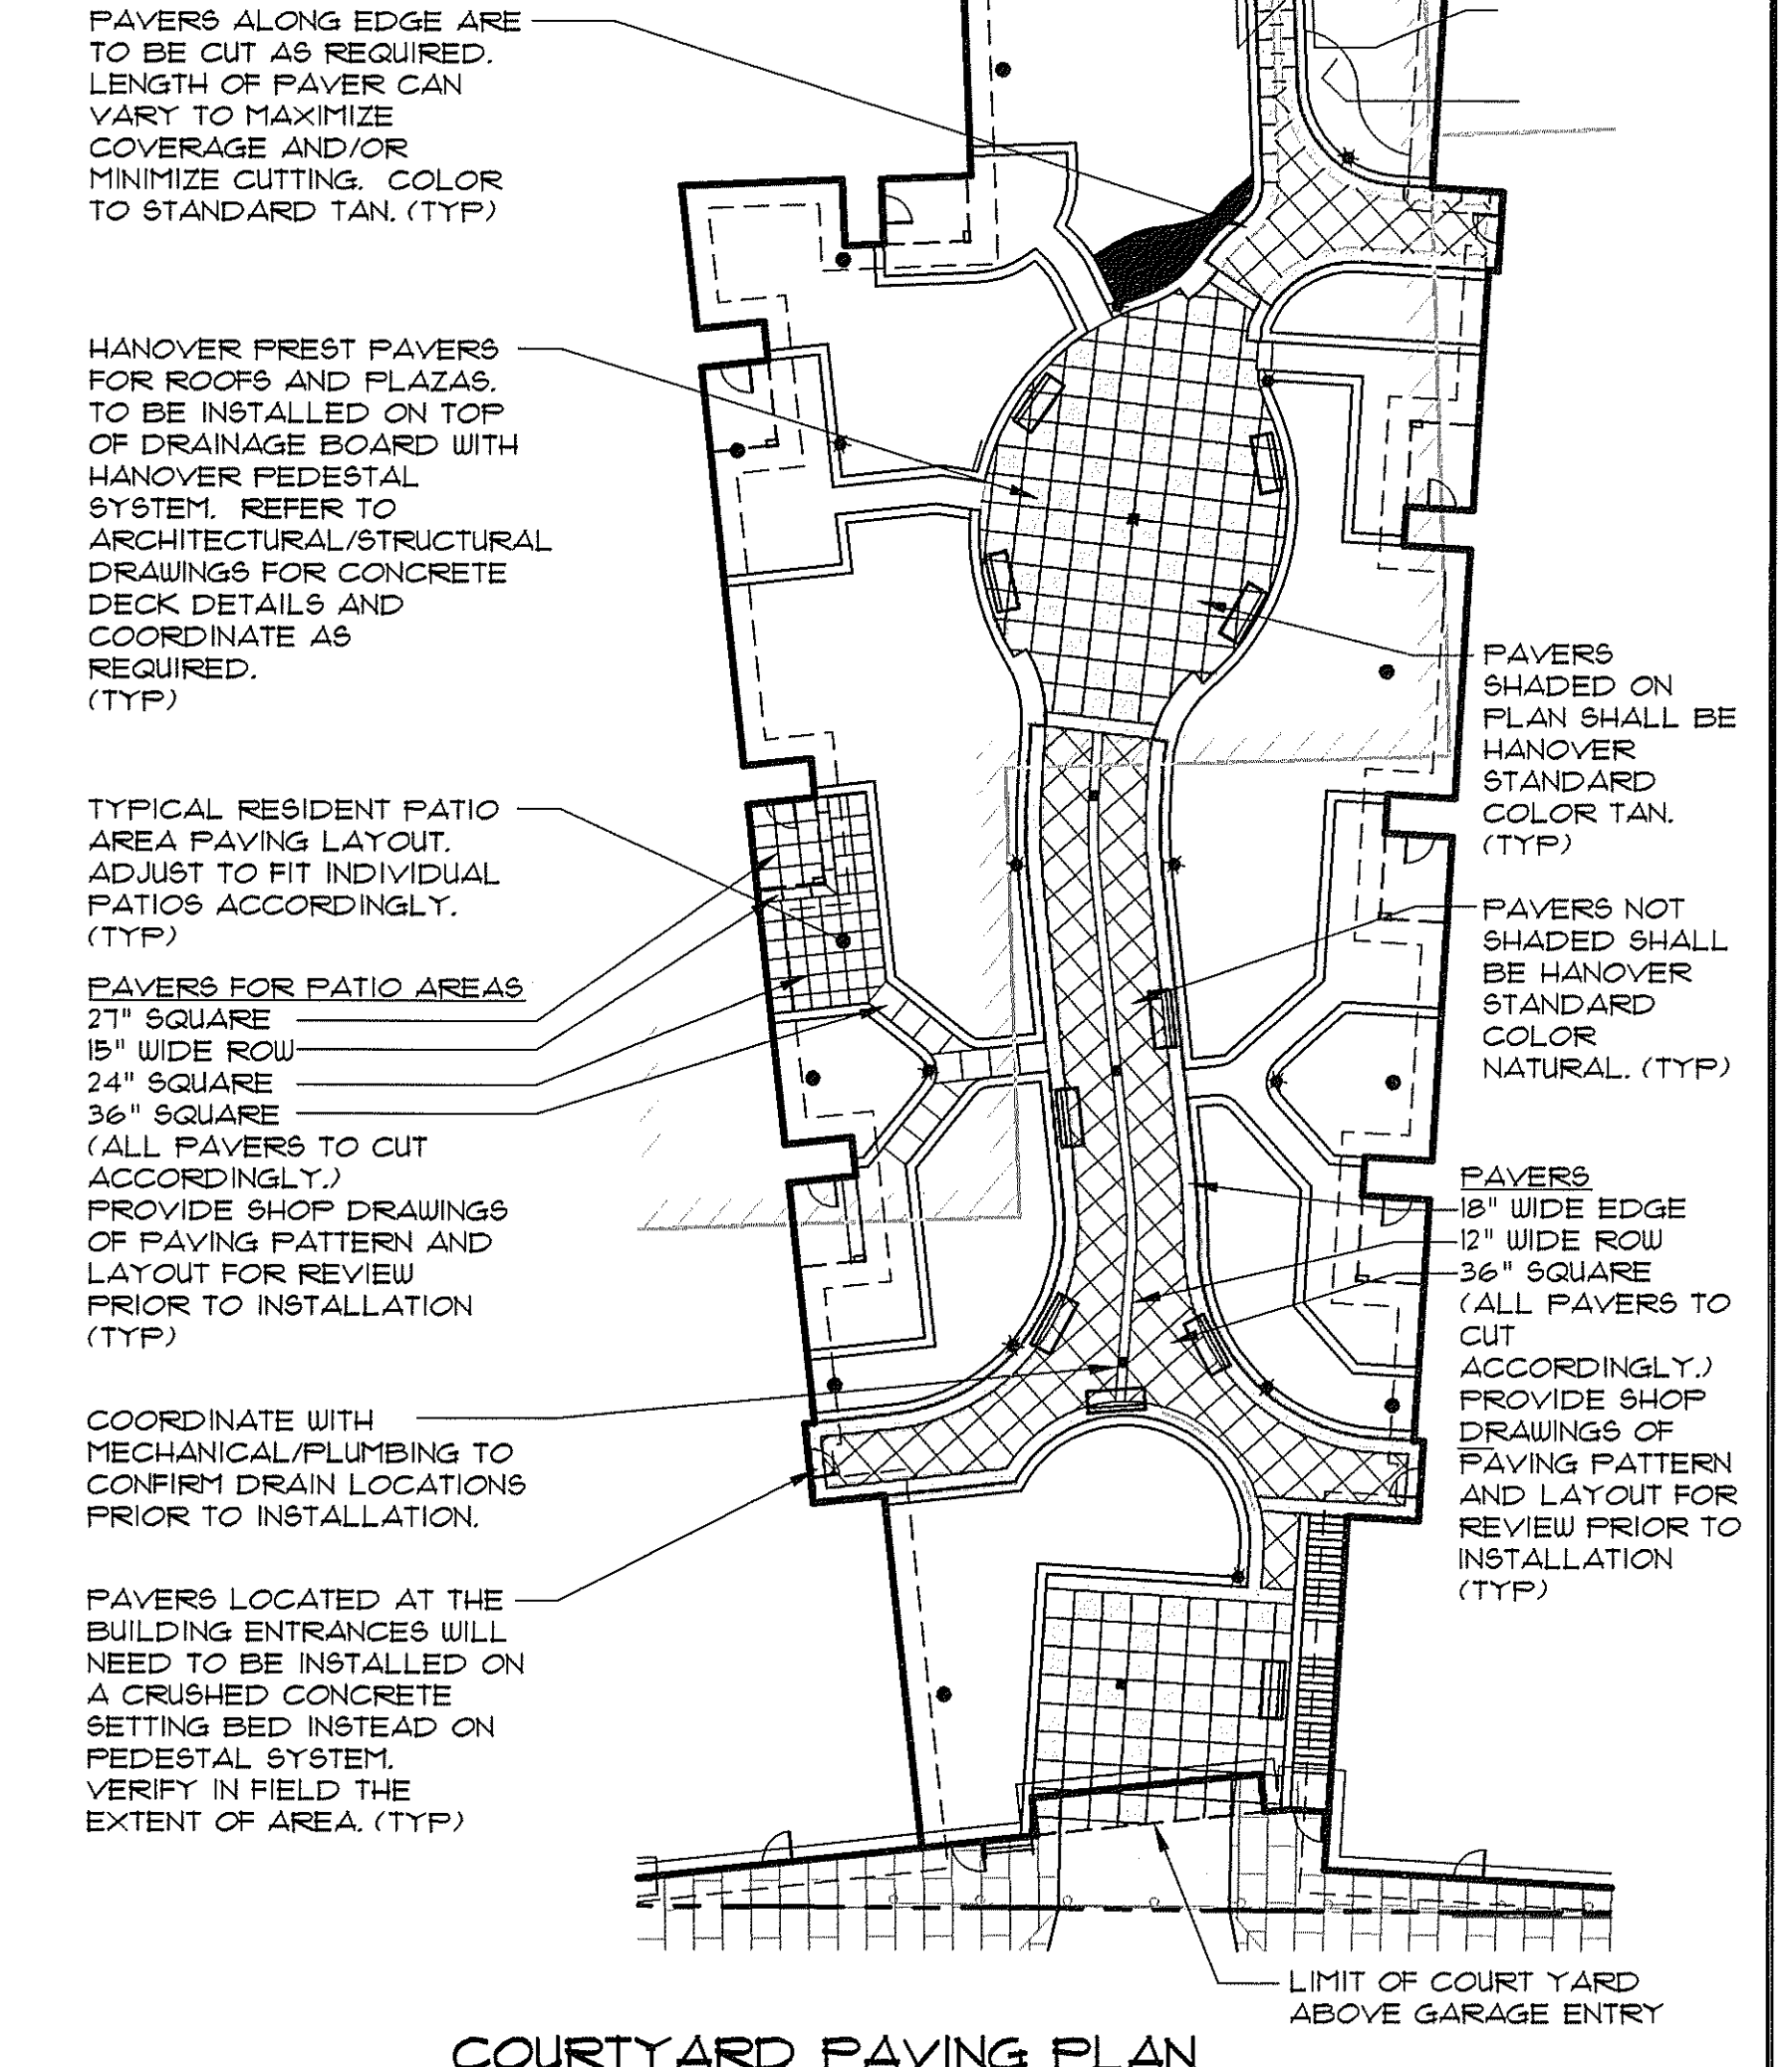 PAVERS ALONG EDGE ARE
TO BE CUT AS REQUIRED.
LENGTH OF PAVER CAN
VARY TO MAXIMIZE
COVERAGE AND/OR
MINIMIZE CUTTING. COLOR
TO STANDARD TAN. (TYP)
HANOVER PREST PAVERS
FOR ROOFS AND PLAZAS.
TO BE INSTALLED ON TOP
OF DRAINAGE BOARD WITH
HANOVER PEDESTAL
SYSTEM. REFER TO
ARCHITECTURAL/STRUCTURAL
DRAWINGS FOR CONCRETE
DECK DETAILS AND
COORDINATE AS
REQUIRED.
(TYP)
TYPICAL RESIDENT PATIO
AREA PAVING LAYOUT.
ADJUST TO FIT INDIVIDUAL
PATIOS ACCORDINGLY.
(TYP)
PAVERS FOR PATIO AREAS
27" SQUARE
15" WIDE ROW
24" SQUARE
36" SQUARE
(ALL PAVERS TO CUT
ACCORDINGLY.)
PROVIDE SHOP DRAWINGS
OF PAVING PATTERN AND
LAYOUT FOR REVIEW
PRIOR TO INSTALLATION
(TYP)
COORDINATE WITH
MECHANICAL/PLUMBING TO
CONFIRM DRAIN LOCATIONS
PRIOR TO INSTALLATION.
PAVERS LOCATED AT THE
BUILDING ENTRANCES WILL
NEED TO BE INSTALLED ON
A CRUSHED CONCRETE
SETTING BED INSTEAD ON
PEDESTAL SYSTEM.
VERIFY IN FIELD THE
EXTENT OF AREA. (TYP)
PAVERS
SHADED ON
PLAN SHALL BE
HANOVER
STANDARD
COLOR TAN.
(TYP)
PAVERS NOT
SHADED SHALL
BE HANOVER
STANDARD
COLOR
NATURAL. (TYP)
PAVERS
18" WIDE EDGE
12" WIDE ROW
36" SQUARE
(ALL PAVERS TO
CUT
ACCORDINGLY.)
PROVIDE SHOP
DRAWINGS OF
PAVING PATTERN
AND LAYOUT FOR
REVIEW PRIOR TO
INSTALLATION
(TYP)
LIMIT OF COURT YARD
ABOVE GARAGE ENTRY
COURTYARD PAVING PLAN